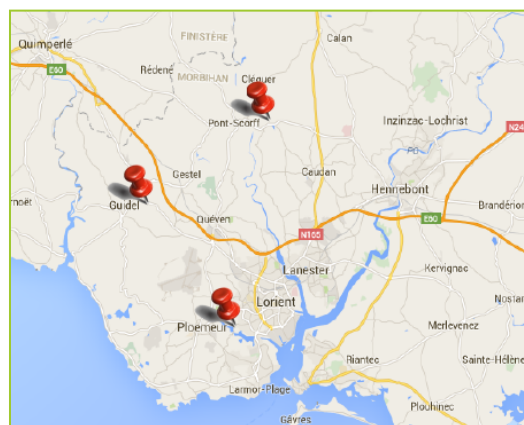 FINISTÈRE
Calan
Quimperlé
E60
Rédené
MORBIHAN
Cléguer
Pont-Scorff
Inzinzac-Lochrist
N24
Gestel
Caudan
Hennebont
Guidel
Quéven
E60
Brandérion
N165
Lanester
Kervignac
Lorient
Ploemeur
Merlevenez
Riantec
Sainte-Hélène
Larmor-Plage
Plouhinec
Gâvres